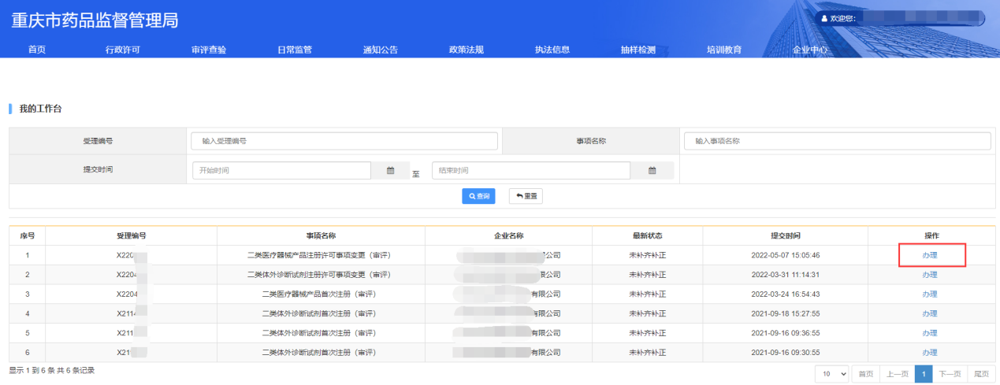 重庆市药品监督管理局
欢迎您:
首页 行政许可 审评查验 日常监管 通知公告 政策法规 执法信息 抽样检测 培训教育 企业中心
我的工作台
受理编号 输入受理编号 事项名称 输入事项名称
提交时间 开始时间 至 结束时间
查询 重置
序号 受理编号 事项名称 企业名称 最新状态 提交时间 操作
1 X220 二类医疗器械产品注册许可事项变更（审评） 公司 未补齐补正 2022-05-07 15:05:46 办理
2 X2204 二类体外诊断试剂注册许可事项变更（审评） 限公司 未补齐补正 2022-03-31 11:14:31 办理
3 X2204 二类医疗器械产品首次注册（审评） 有限公司 未补齐补正 2022-03-24 16:54:43 办理
4 X2114 二类体外诊断试剂首次注册（审评） 有限公司 未补齐补正 2021-09-18 15:27:55 办理
5 X211 二类体外诊断试剂首次注册（审评） 有限公司 未补齐补正 2021-09-16 09:36:55 办理
6 X21 二类体外诊断试剂首次注册（审评） 有限公司 未补齐补正 2021-09-16 09:30:55 办理
显示 1 到 6 条 共 6 条记录
10 首页 上一页 1 下一页 尾页